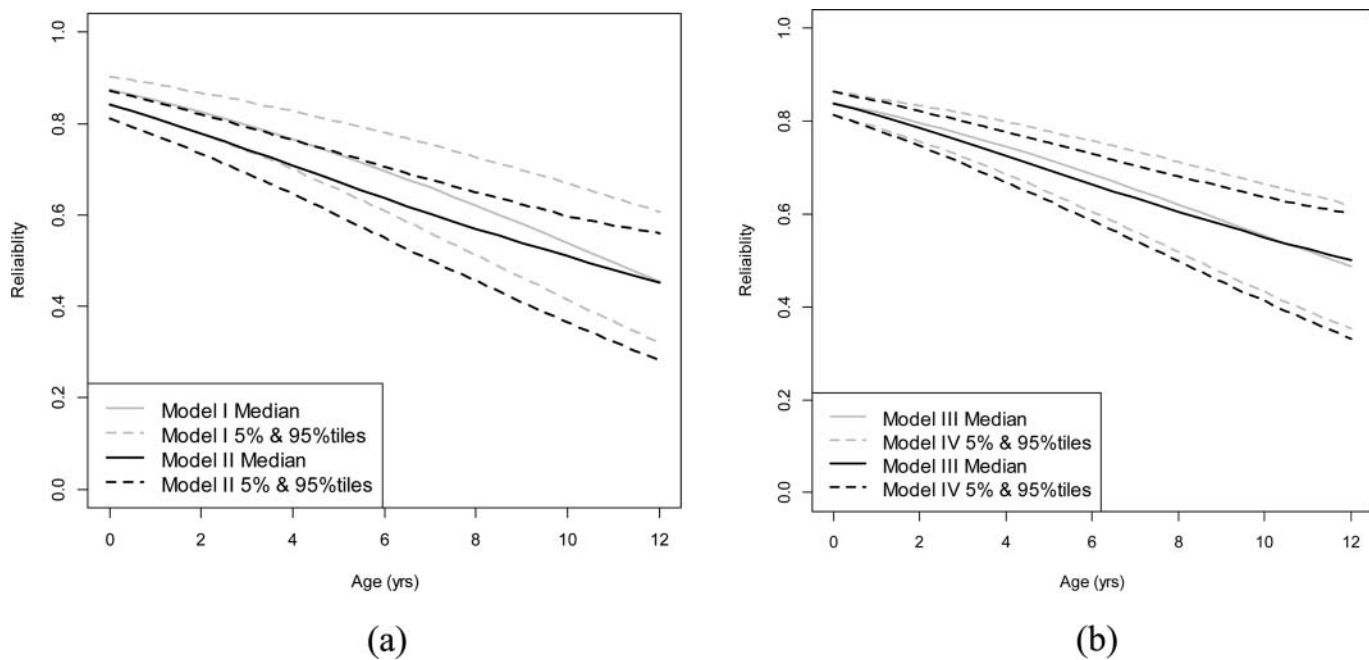 1.0
0.8
0.6
0.4
0.2
0.0
Reliaiblity
0 2 4 6 8 10 12
Age (yrs)
Model I Median
Model I 5% & 95%tiles
Model II Median
Model II 5% & 95%tiles
(a)
1.0
0.8
0.6
0.4
0.2
0.0
Reliaiblity
0 2 4 6 8 10 12
Age (yrs)
Model III Median
Model IV 5% & 95%tiles
Model III Median
Model IV 5% & 95%tiles
(b)